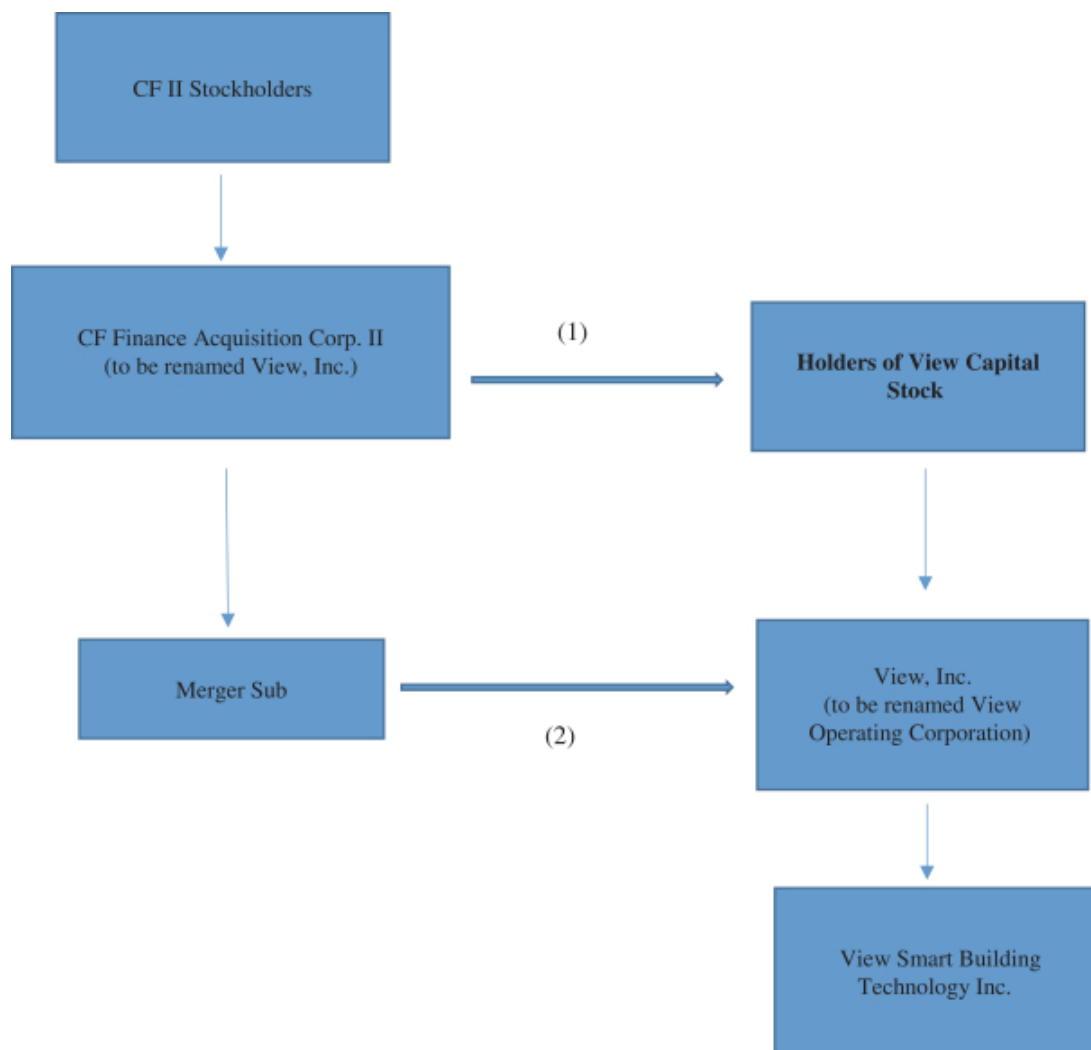 CF II Stockholders
CF Finance Acquisition Corp. II
(to be renamed View, Inc.)
(1)
Holders of View Capital
Stock
Merger Sub
(2)
View, Inc.
(to be renamed View
Operating Corporation)
View Smart Building
Technology Inc.